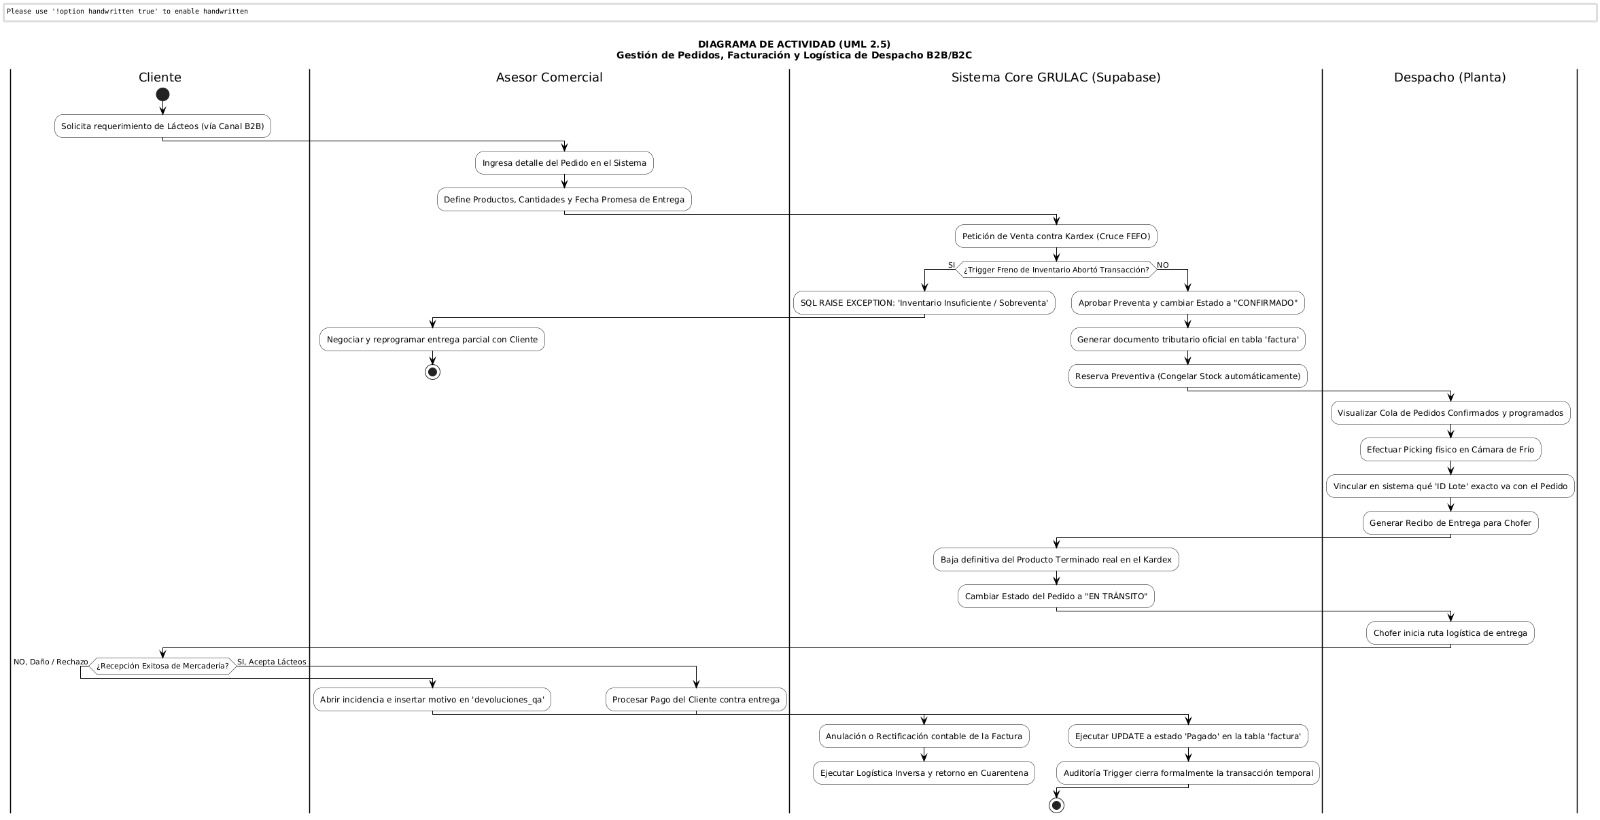 Please use '!option handwritten true' to enable handwritten
DIAGRAMA DE ACTIVIDAD (UML 2.5)
Gestión de Pedidos, Facturación y Logística de Despacho B2B/B2C
Cliente
Asesor Comercial
Sistema Core GRULAC (Supabase)
Despacho (Planta)
Solicita requerimiento de Lácteos (vía Canal B2B)
Ingresa detalle del Pedido en el Sistema
Define Productos, Cantidades y Fecha Promesa de Entrega
Petición de Venta contra Kardex (Cruce FEFO)
SI
¿Trigger Freno de Inventario Abortó Transacción?
NO
SQL RAISE EXCEPTION: 'Inventario Insuficiente / Sobreventa'
Aprobar Preventa y cambiar Estado a "CONFIRMADO"
Negociar y reprogramar entrega parcial con Cliente
Generar documento tributario oficial en tabla 'factura'
Reserva Preventiva (Congelar Stock automáticamente)
Visualizar Cola de Pedidos Confirmados y programados
Efectuar Picking físico en Cámara de Frío
Vincular en sistema qué 'ID Lote' exacto va con el Pedido
Generar Recibo de Entrega para Chofer
Baja definitiva del Producto Terminado real en el Kardex
Cambiar Estado del Pedido a "EN TRÁNSITO"
Chofer inicia ruta logística de entrega
NO, Daño / Rechazo
¿Recepción Exitosa de Mercadería?
SI, Acepta Lácteos
Abrir incidencia e insertar motivo en 'devoluciones_qa'
Procesar Pago del Cliente contra entrega
Anulación o Rectificación contable de la Factura
Ejecutar UPDATE a estado 'Pagado' en la tabla 'factura'
Ejecutar Logística Inversa y retorno en Cuarentena
Auditoría Trigger cierra formalmente la transacción temporal